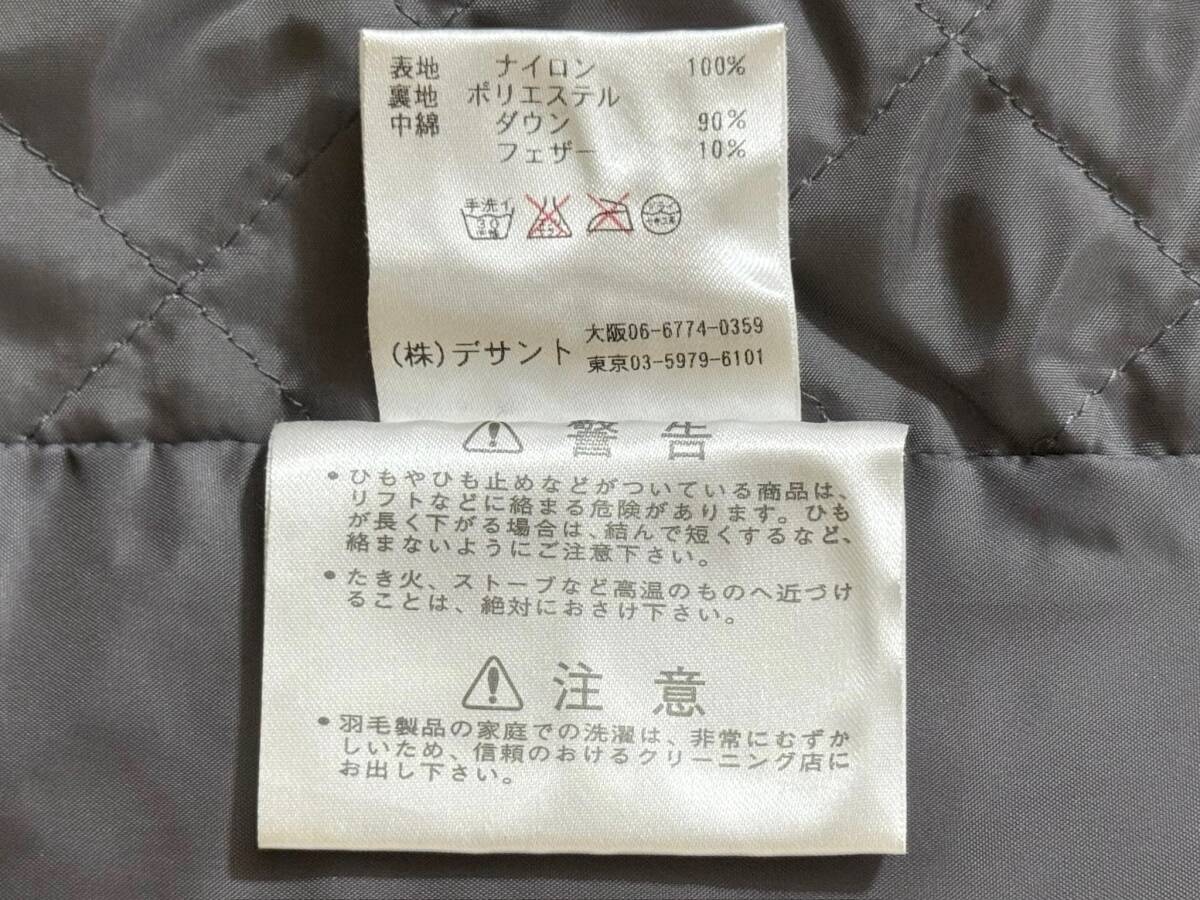 表地 ナイロン 100%
裏地 ポリエステル
中綿 ダウン 90%
フェザー 10%
手洗イ
30
中性
ドライ
(株)デサント
大阪06-6774-0359
東京03-5979-6101
警告
・ひもやひも止めなどがついている商品は、
リフトなどに絡まる危険があります。ひも
が長く下がる場合は、結んで短くするなど、
絡まないようにご注意下さい。
・たき火、ストーブなど高温のものへ近づけ
ることは、絶対におさけ下さい。
注意
・羽毛製品の家庭での洗濯は、非常にむずか
しいため、信頼のおけるクリーニング店に
お出し下さい。